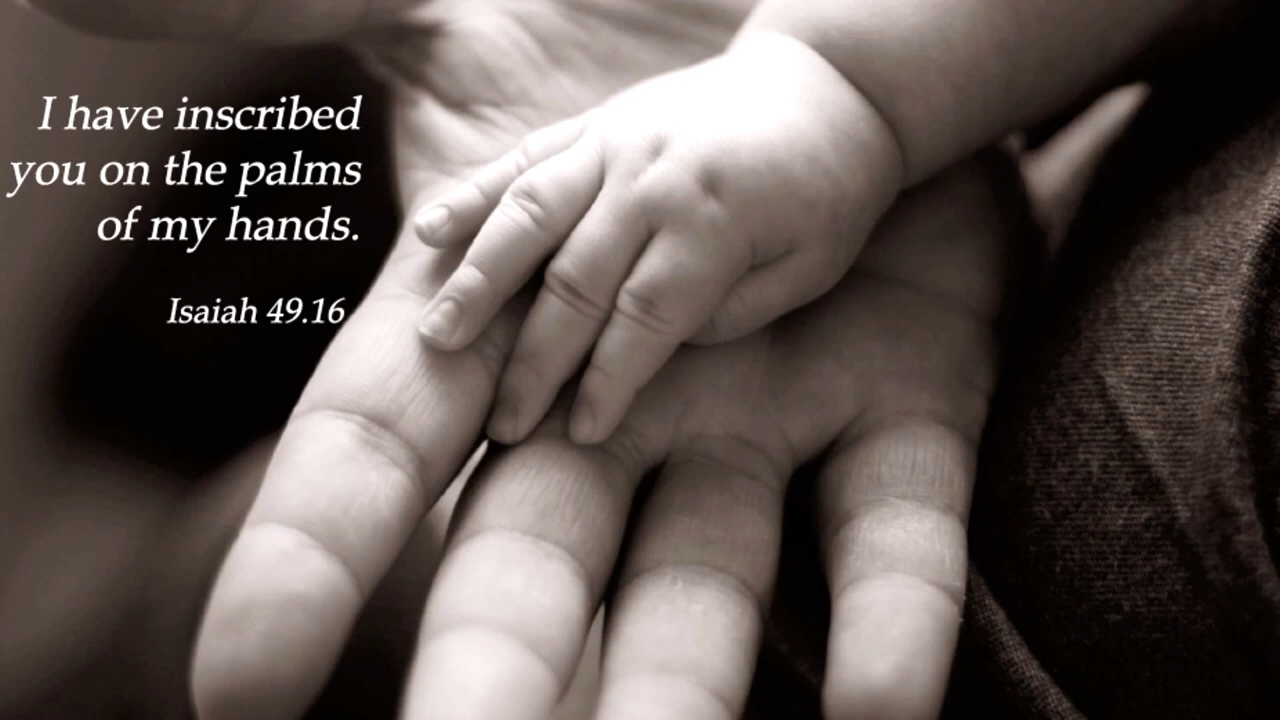 I have inscribed
you on the palms
of my hands.
Isaiah 49.16